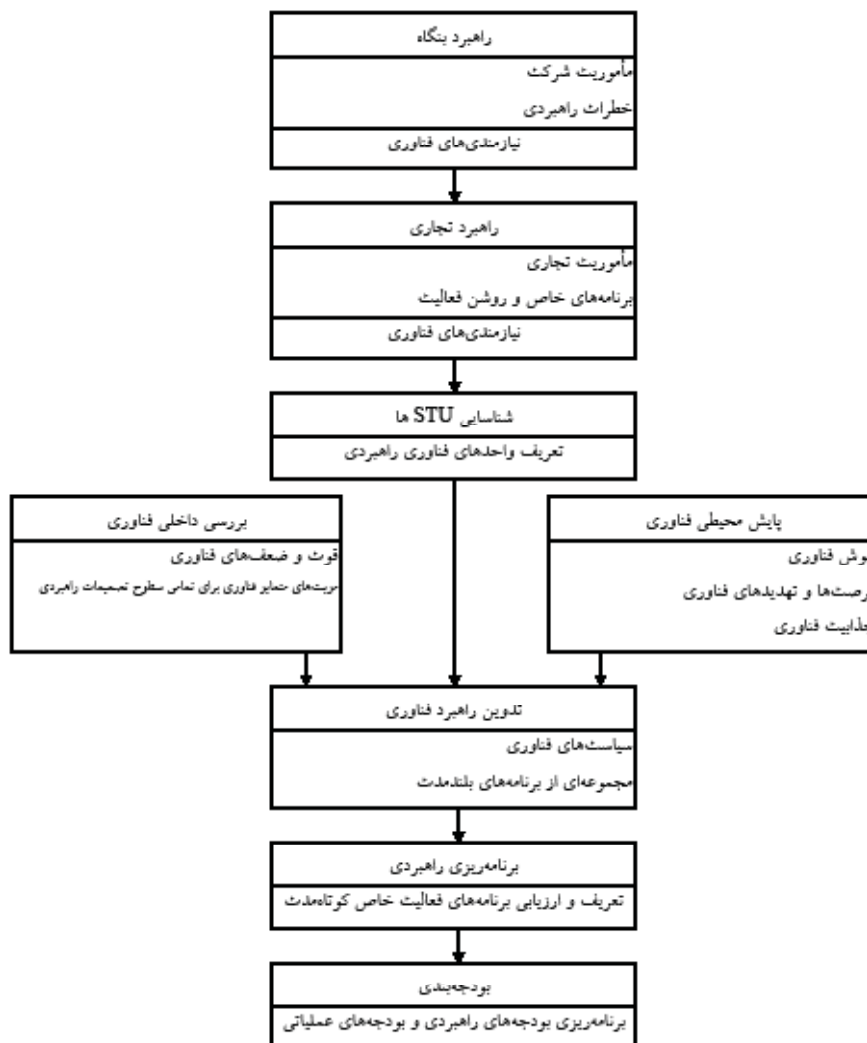 راهبرد بنگاه
مأموریت شرکت
خطرات راهبردی
نیازمندی‌های فناوری
راهبرد تجاری
مأموریت تجاری
برنامه‌های خاص و روشن فعالیت
نیازمندی‌های فناوری
شناسایی STU ها
تعریف واحدهای فناوری راهبردی
پایش محیطی فناوری
فناوری
و تهدیدهای فناوری
فناوری
بررسی داخلی فناوری
قوت و ضعف‌های فناوری
مزیت‌های متمایز فناوری برای تمامی سطوح تصمیمات راهبردی
تدوین راهبرد فناوری
سیاست‌های فناوری
مجموعه‌ای از برنامه‌های بلندمدت
برنامه‌ریزی راهبردی
تعریف و ارزیابی برنامه‌های فعالیت خاص کوتاه‌مدت
بودجه‌بندی
برنامه‌ریزی بودجه‌های راهبردی و بودجه‌های عملیاتی